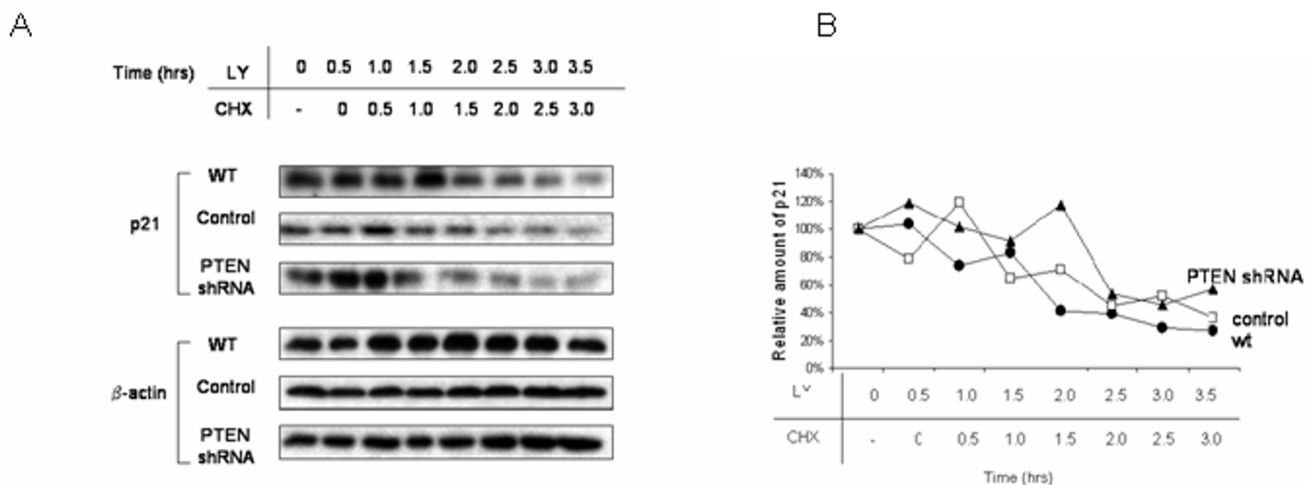 A
B
Time (hrs) LY 0 0.5 1.0 1.5 2.0 2.5 3.0 3.5
CHX - 0 0.5 1.0 1.5 2.0 2.5 3.0
p21
WT
Control
PTEN
shRNA
β-actin
WT
Control
PTEN
shRNA
Relative amount of p21
140%
120%
100%
80%
60%
40%
20%
0%
PTEN shRNA
control
wt
LY 0 0.5 1.0 1.5 2.0 2.5 3.0 3.5
CHX - 0 0.5 1.0 1.5 2.0 2.5 3.0
Time (hrs)